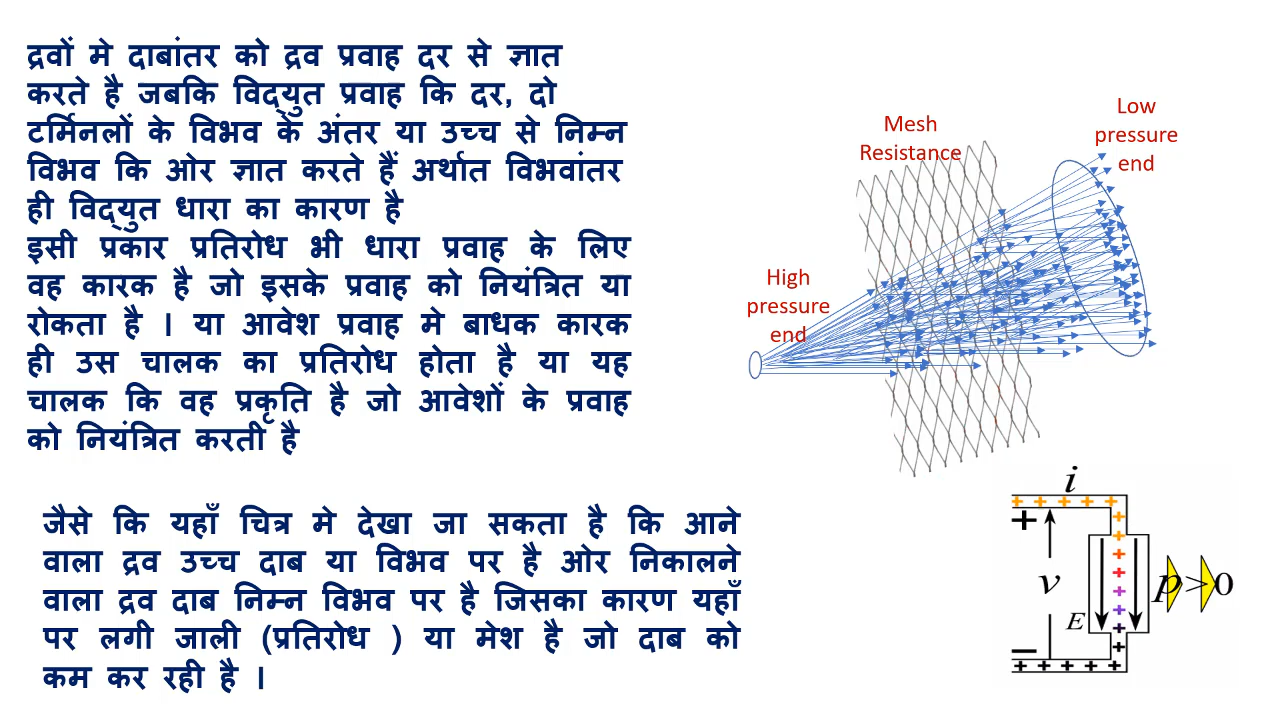 द्रवों मे दाबांतर को द्रव प्रवाह दर से ज्ञात
करते है जबकि विद्युत प्रवाह कि दर, दो
टर्मिनलों के विभव के अंतर या उच्च से निम्न
विभव कि ओर ज्ञात करते हैं अर्थात विभवांतर
ही विद्युत धारा का कारण है
इसी प्रकार प्रतिरोध भी धारा प्रवाह के लिए
वह कारक है जो इसके प्रवाह को नियंत्रित या
रोकता है । या आवेश प्रवाह मे बाधक कारक
ही उस चालक का प्रतिरोध होता है या यह
चालक कि वह प्रकृति है जो आवेशों के प्रवाह
को नियंत्रित करती है
जैसे कि यहाँ चित्र मे देखा जा सकता है कि आने
वाला द्रव उच्च दाब या विभव पर है ओर निकालने
वाला द्रव दाब निम्न विभव पर है जिसका कारण यहाँ
पर लगी जाली (प्रतिरोध ) या मेश है जो दाब को
कम कर रही है ।
Mesh
Resistance
Low
pressure
end
High
pressure
end
i
+ + + + +
+
+
+
+
+
+
+
+
v
E
p>0
−
+ + + + +